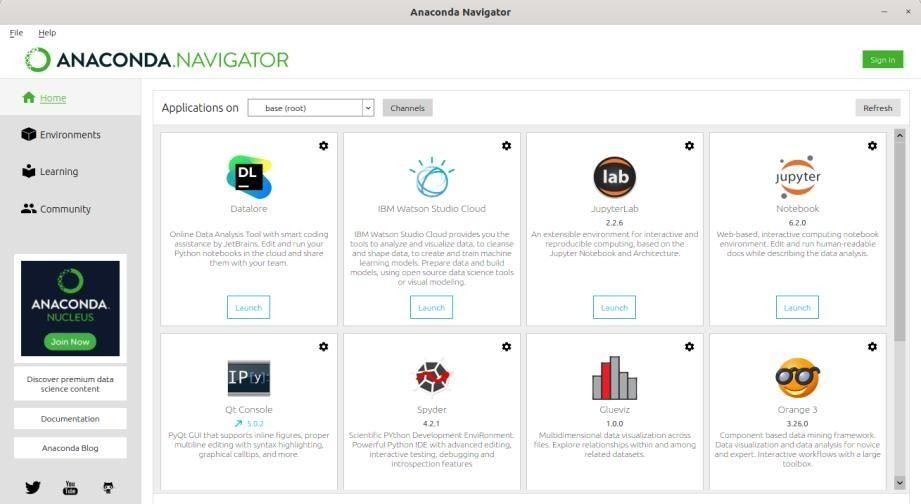 Anaconda Navigator
File Help
ANACONDA.NAVIGATOR
Sign in
Home
Environments
Learning
Community
ANACONDA.
NUCLEUS
Join Now
Discover premium data
science content
Documentation
Anaconda Blog
You
Tube
Applications on base (root) Channels Refresh
DL
Datalore
Online Data Analysis Tool with smart coding
assistance by JetBrains. Edit and run your
Python notebooks in the cloud and share
them with your team.
Launch
IBM Watson Studio Cloud
IBM Watson Studio Cloud provides you the
tools to analyze and visualize data, to cleanse
and shape data, to create and train machine
learning models. Prepare data and build
models, using open source data science tools
or visual modeling.
Launch
lab
JupyterLab
2.2.6
An extensible environment for interactive and
reproducible computing, based on the
Jupyter Notebook and Architecture.
Launch
jupyter
Notebook
6.2.0
Web-based, interactive computing notebook
environment. Edit and run human-readable
docs while describing the data analysis.
Launch
IP[y]:
Qt Console
5.0.2
PyQt GUI that supports inline figures, proper
multiline editing with syntax highlighting,
graphical calltips, and more.
Spyder
4.2.1
Scientific PYthon Development EnviRonment.
Powerful Python IDE with advanced editing,
interactive testing, debugging and
introspection features
Glueviz
1.0.0
Multidimensional data visualization across
files. Explore relationships within and among
related datasets.
Orange 3
3.26.0
Component based data mining framework.
Data visualization and data analysis for novice
and expert. Interactive workflows with a large
toolbox.